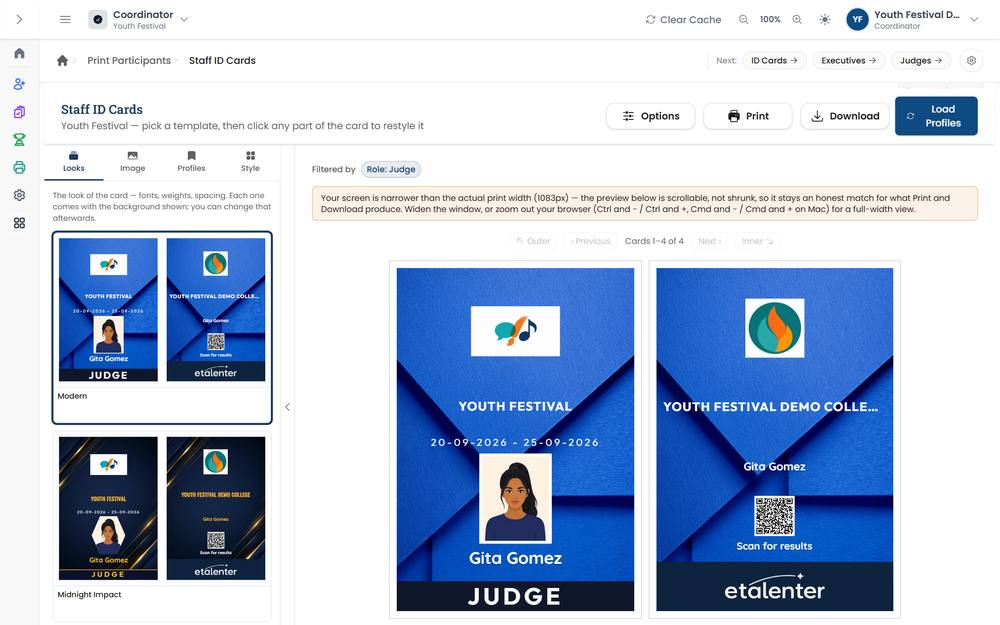 Coordinator
Youth Festival
Clear Cache
100%
YF
Youth Festival D...
Coordinator
Print Participants
Staff ID Cards
Next:
ID Cards →
Executives →
Judges →
Staff ID Cards
Youth Festival — pick a template, then click any part of the card to restyle it
Options
Print
Download
Load Profiles
Looks
Image
Profiles
Style
The look of the card — fonts, weights, spacing. Each one
comes with the background shown; you can change that
afterwards.
YOUTH FESTIVAL
20-09-2026 - 25-09-2026
Gita Gomez
JUDGE
YOUTH FESTIVAL DEMO COLLE...
Gita Gomez
Scan for results
etalenter
Modern
YOUTH FESTIVAL
20-09-2026 - 25-09-2026
Gita Gomez
JUDGE
YOUTH FESTIVAL DEMO COLLEGE
Gita Gomez
Scan for results
etalenter
Midnight Impact
Filtered by
Role: Judge
Your screen is narrower than the actual print width (1083px) — the preview below is scrollable, not shrunk, so it stays an honest match for what Print and
Download produce. Widen the window, or zoom out your browser (Ctrl and - / Ctrl and +, Cmd and - / Cmd and + on Mac) for a full-width view.
↖ Outer
‹ Previous
Cards 1–4 of 4
Next ›
Inner ↘
YOUTH FESTIVAL
20-09-2026 - 25-09-2026
Gita Gomez
JUDGE
YOUTH FESTIVAL DEMO COLLE...
Gita Gomez
Scan for results
etalenter